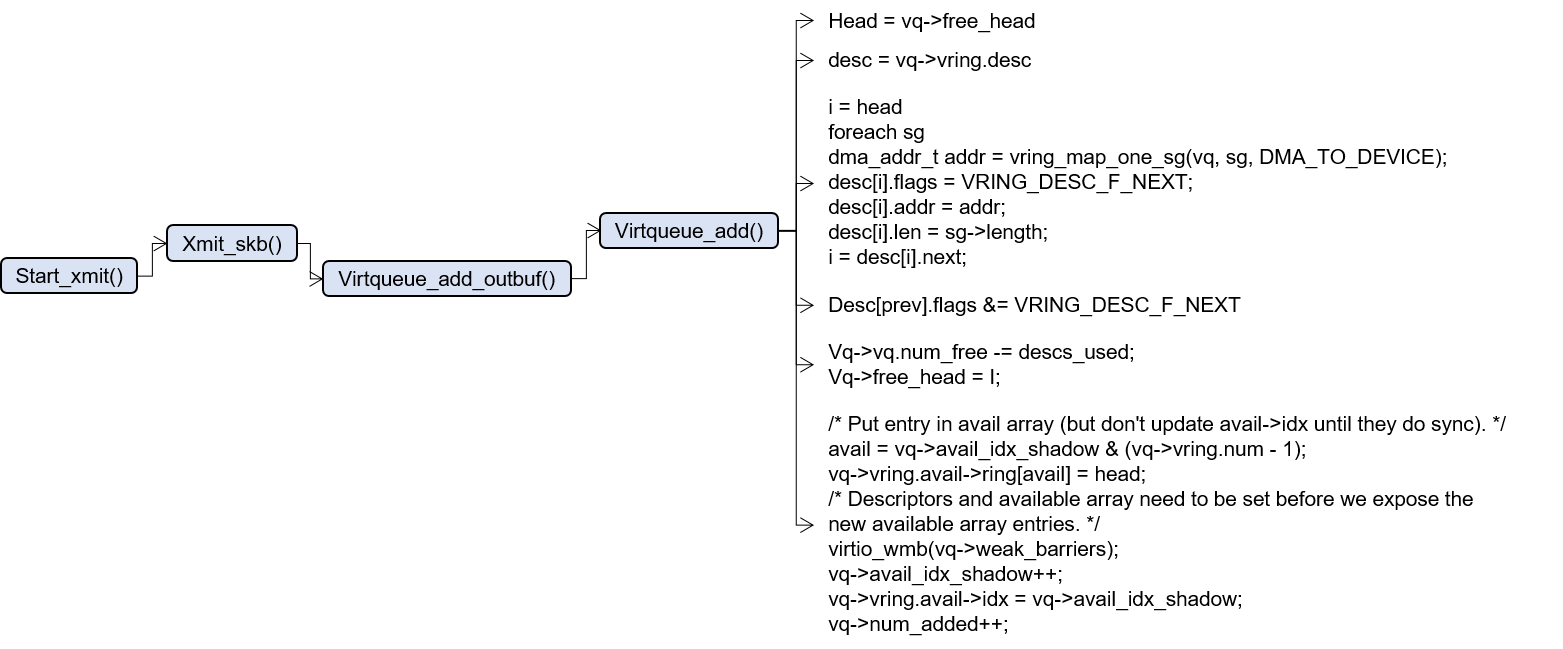 Start_xmit()
Xmit_skb()
Virtqueue_add_outbuf()
Virtqueue_add()
Head = vq->free_head
desc = vq->vring.desc
i = head
foreach sg
dma_addr_t addr = vring_map_one_sg(vq, sg, DMA_TO_DEVICE);
desc[i].flags = VRING_DESC_F_NEXT;
desc[i].addr = addr;
desc[i].len = sg->length;
i = desc[i].next;
Desc[prev].flags &= VRING_DESC_F_NEXT
Vq->vq.num_free -= descs_used;
Vq->free_head = I;
/* Put entry in avail array (but don't update avail->idx until they do sync). */
avail = vq->avail_idx_shadow & (vq->vring.num - 1);
vq->vring.avail->ring[avail] = head;
/* Descriptors and available array need to be set before we expose the
new available array entries. */
virtio_wmb(vq->weak_barriers);
vq->avail_idx_shadow++;
vq->vring.avail->idx = vq->avail_idx_shadow;
vq->num_added++;